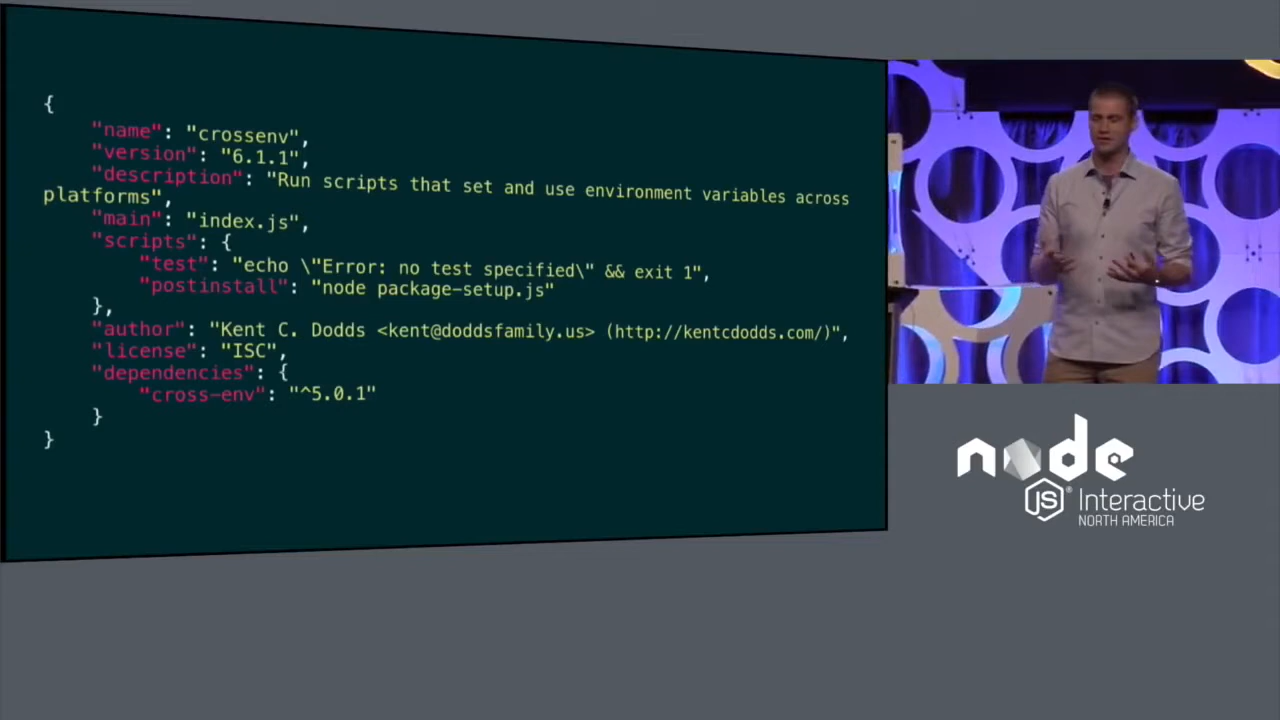 {
"name": "crossenv",
"version": "6.1.1",
"description": "Run scripts that set and use environment variables across
platforms",
"main": "index.js",
"scripts": {
"test": "echo \"Error: no test specified\" && exit 1",
"postinstall": "node package-setup.js"
},
"author": "Kent C. Dodds <kent@doddsfamily.us> (http://kentcdodds.com/)",
"license": "ISC",
"dependencies": {
"cross-env": "^5.0.1"
}
}
node
JS® Interactive
NORTH AMERICA